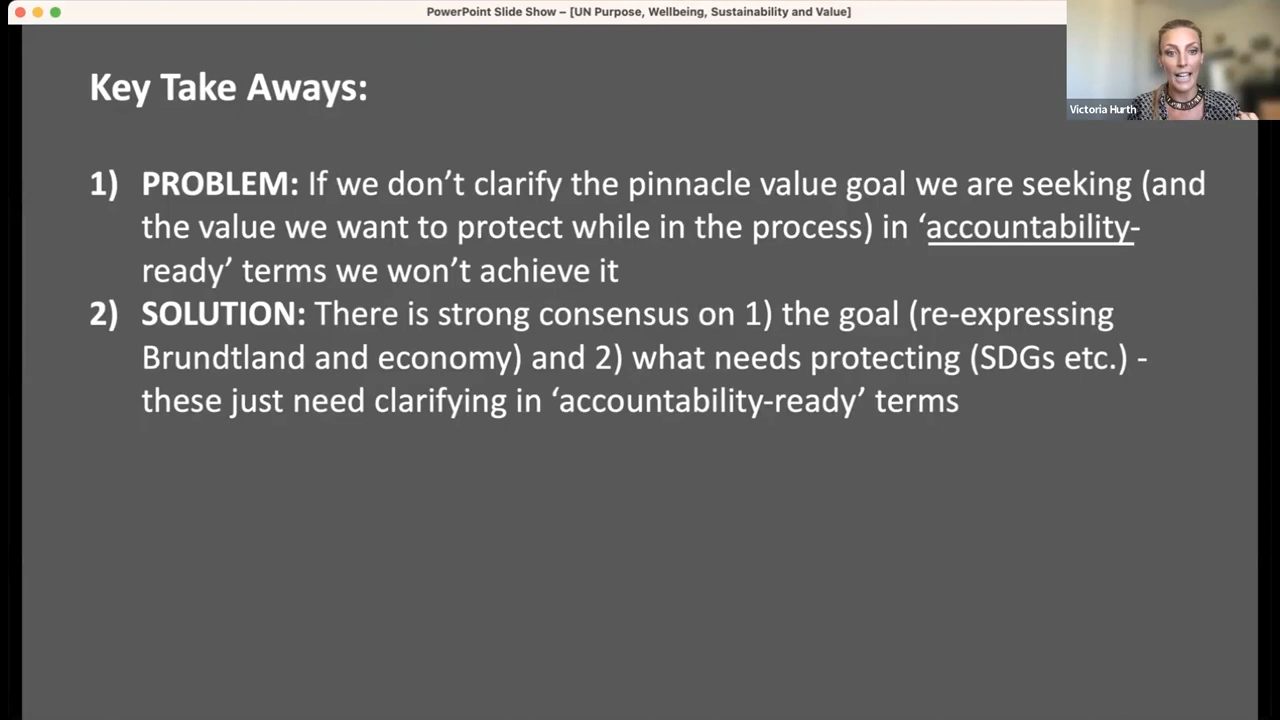 PowerPoint Slide Show – [UN Purpose, Wellbeing, Sustainability and Value]
Victoria Hurth
Key Take Aways:
1) PROBLEM: If we don’t clarify the pinnacle value goal we are seeking (and
the value we want to protect while in the process) in ‘accountability-
ready’ terms we won’t achieve it
2) SOLUTION: There is strong consensus on 1) the goal (re-expressing
Brundtland and economy) and 2) what needs protecting (SDGs etc.) -
these just need clarifying in ‘accountability-ready’ terms